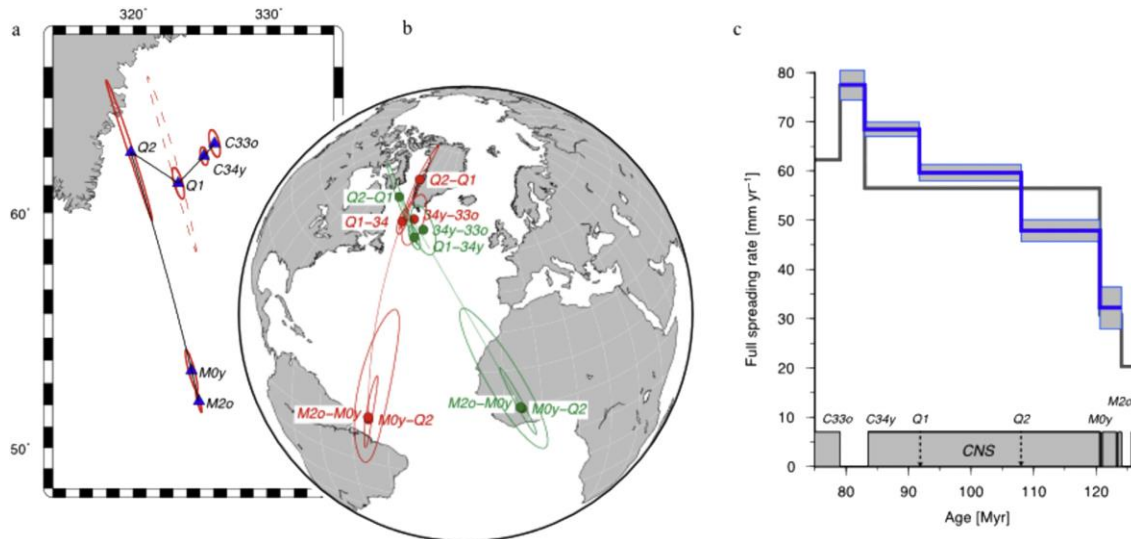 a
320˚
330˚
b
c
60˚
50˚
Q2
Q1
C33o
C34y
M0y
M2o
Q2–Q1
Q2–Q1
Q1–34
34y–33o
34y–33o
Q1–34y
M2o–M0y
M0y–Q2
M2o–M0y
M0y–Q2
Full spreading rate [mm yr⁻¹]
80
70
60
50
40
30
20
10
0
C33o
C34y
Q1
Q2
M0y
M2o
CNS
80
90
100
110
120
Age [Myr]